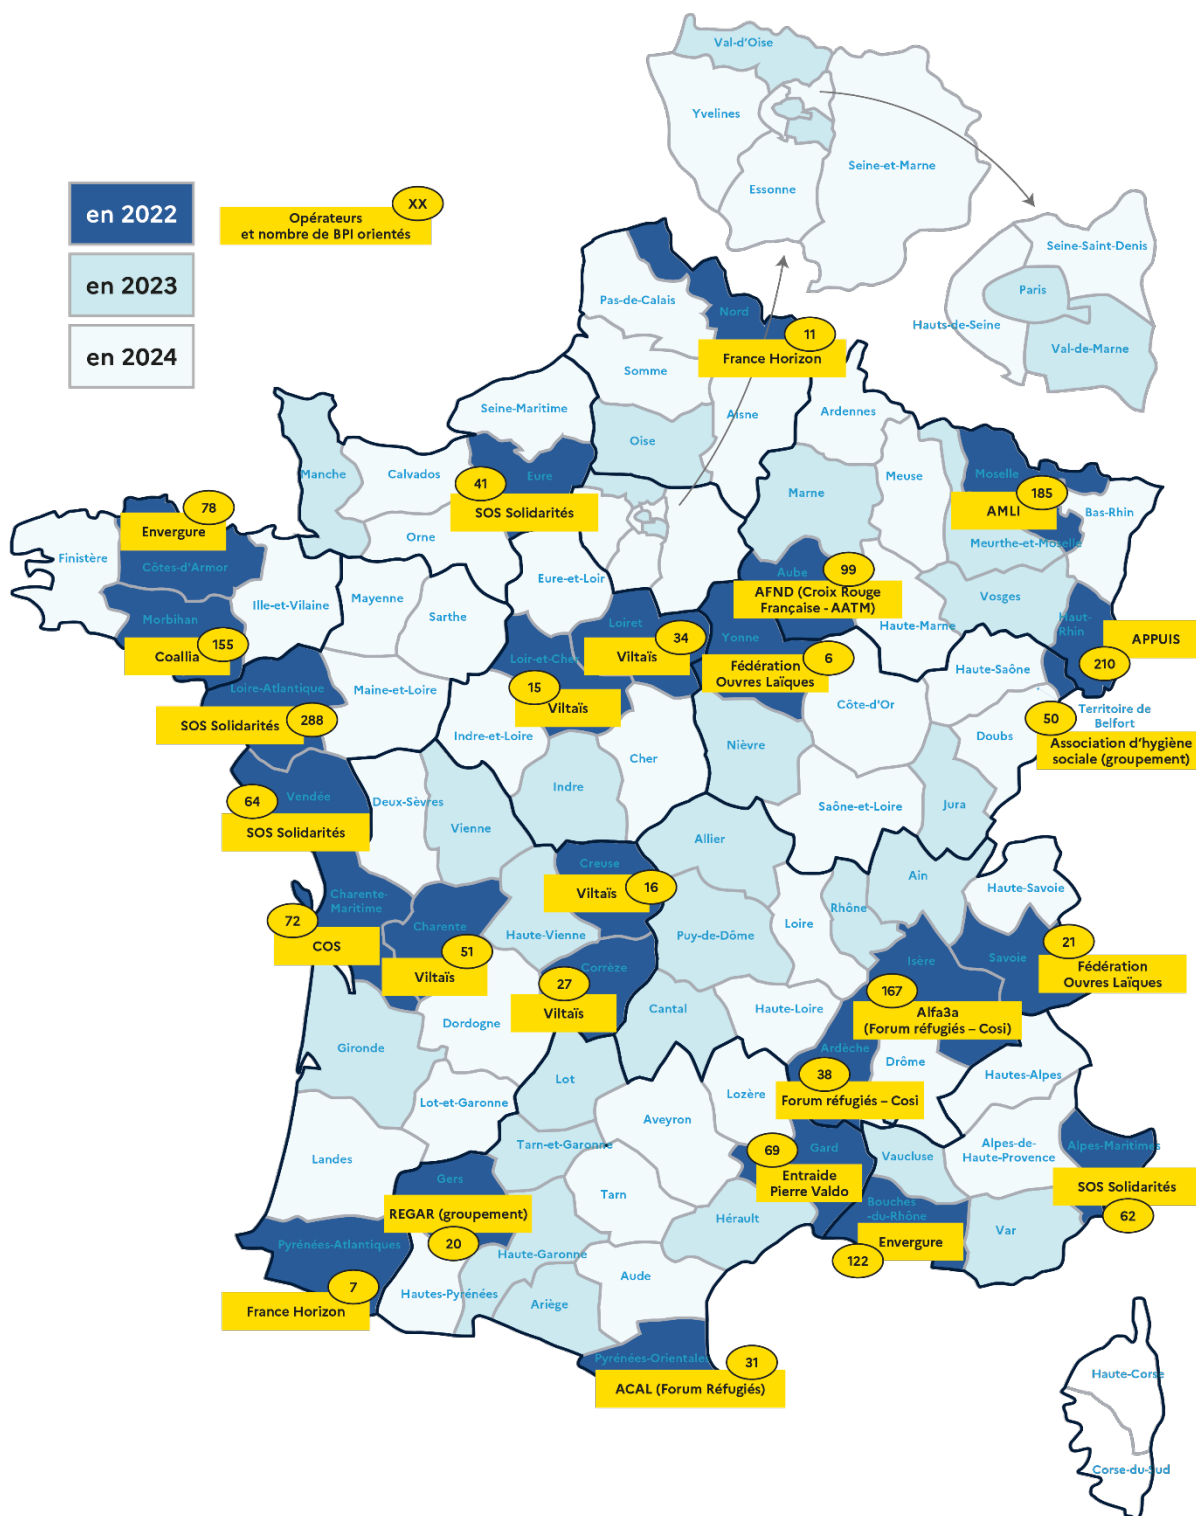 Val-d'Oise
Yvelines
Seine-et-Marne
Essonne
en 2022
XX
Opérateurs
et nombre de BPI orientés
en 2023
en 2024
Seine-Saint-Denis
Paris
Hauts-de-Seine
Val-de-Marne
Pas-de-Calais
Nord
11
France Horizon
Somme
Seine-Maritime
Aisne
Ardennes
Oise
Manche
Calvados
Eure
41
SOS Solidarités
Orne
Marne
Meuse
Moselle
185
AMLI
Bas-Rhin
Meurthe-et-Moselle
78
Envergure
Finistère
Côtes-d'Armor
Ille-et-Vilaine
Mayenne
Sarthe
Eure-et-Loir
Aube
99
AFND (Croix Rouge
Française - AATM)
Vosges
Haute-Marne
Haut-
Rhin
APPUIS
210
Morbihan
155
Coallia
Loiret
34
Viltaïs
Yonne
6
Fédération
Ouvres Laïques
Loir-et-Cher
15
Viltaïs
Haute-Saône
Loire-Atlantique
288
SOS Solidarités
Maine-et-Loire
Indre-et-Loire
Cher
Nièvre
Côte-d'Or
Doubs
Territoire de
Belfort
50
Association d'hygiène
sociale (groupement)
Vendée
64
SOS Solidarités
Deux-Sèvres
Vienne
Indre
Saône-et-Loire
Jura
Allier
Creuse
16
Viltaïs
Charente-
Maritime
72
COS
Charente
51
Viltaïs
Haute-Vienne
Puy-de-Dôme
Loire
Rhône
Ain
Haute-Savoie
Corrèze
27
Viltaïs
Isère
167
Alfa3a
(Forum réfugiés – Cosi)
Savoie
21
Fédération
Ouvres Laïques
Dordogne
Cantal
Haute-Loire
Gironde
Ardèche
38
Forum réfugiés – Cosi
Drôme
Hautes-Alpes
Lot
Lot-et-Garonne
Aveyron
Lozère
Landes
Tarn-et-Garonne
Gard
69
Entraide
Pierre Valdo
Vaucluse
Alpes-de-
Haute-Provence
Alpes-Maritimes
SOS Solidarités
62
Gers
REGAR (groupement)
20
Tarn
Hérault
Bouches
-du-Rhône
Envergure
122
Var
Pyrénées-Atlantiques
7
France Horizon
Haute-Garonne
Hautes-Pyrénées
Ariège
Aude
Pyrénées-Orientales
31
ACAL (Forum Réfugiés)
Haute-Corse
Corse-du-Sud